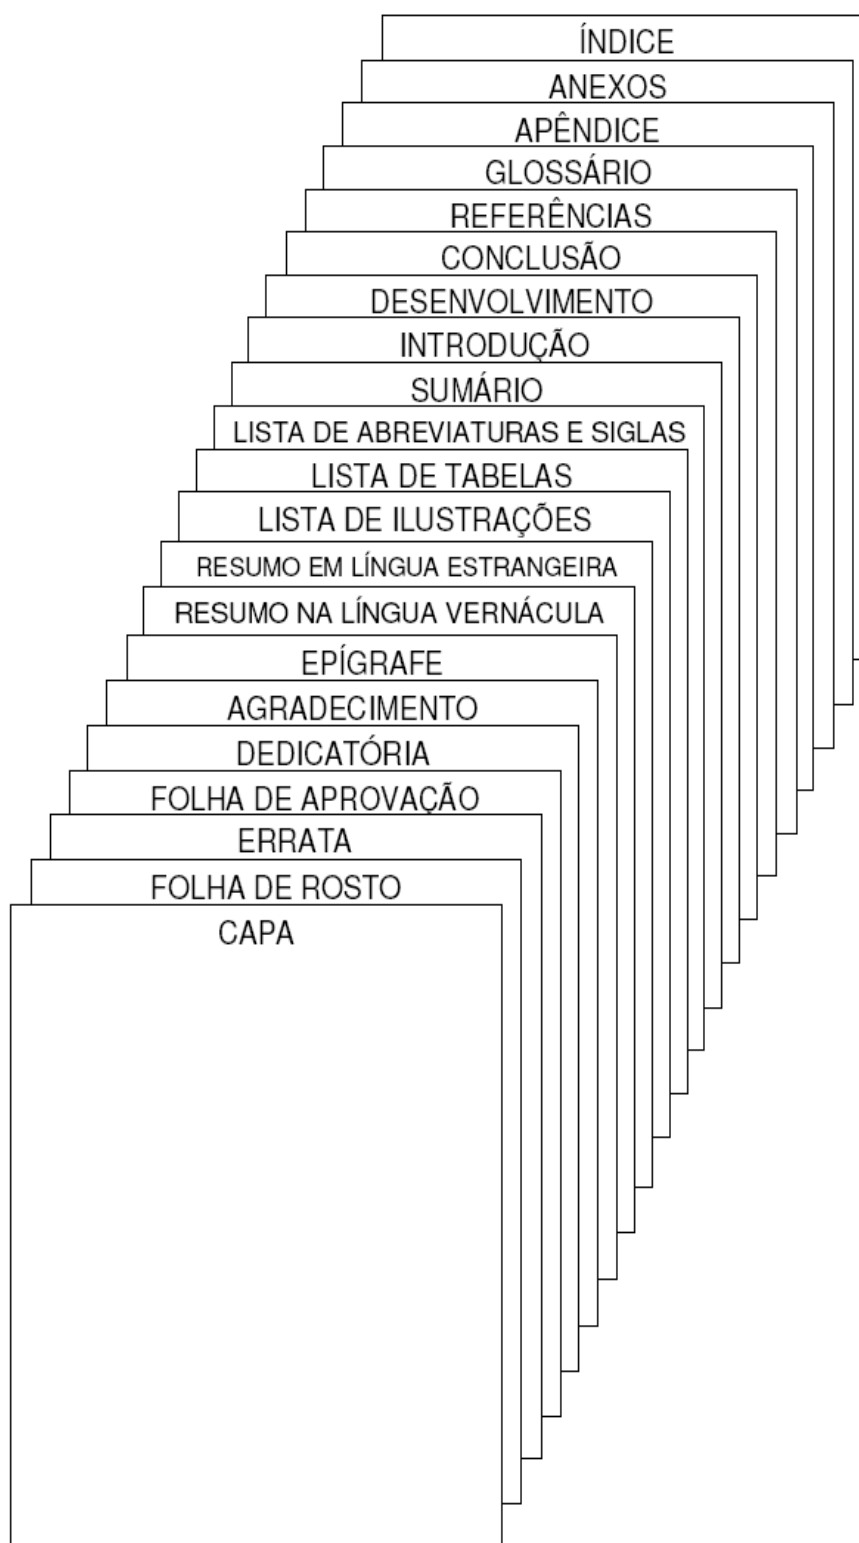 ÍNDICE
ANEXOS
APÊNDICE
GLOSSÁRIO
REFERÊNCIAS
CONCLUSÃO
DESENVOLVIMENTO
INTRODUÇÃO
SUMÁRIO
LISTA DE ABREVIATURAS E SIGLAS
LISTA DE TABELAS
LISTA DE ILUSTRAÇÕES
RESUMO EM LÍNGUA ESTRANGEIRA
RESUMO NA LÍNGUA VERNÁCULA
EPÍGRAFE
AGRADECIMENTO
DEDICATÓRIA
FOLHA DE APROVAÇÃO
ERRATA
FOLHA DE ROSTO
CAPA